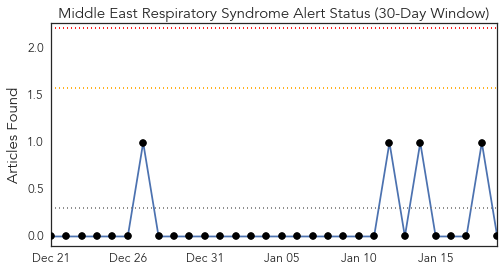 Middle East Respiratory Syndrome Alert Status (30-Day Window)
Articles Found
2.0
1.5
1.0
0.5
0.0
Dec 21 Dec 26 Dec 31 Jan 05 Jan 10 Jan 15